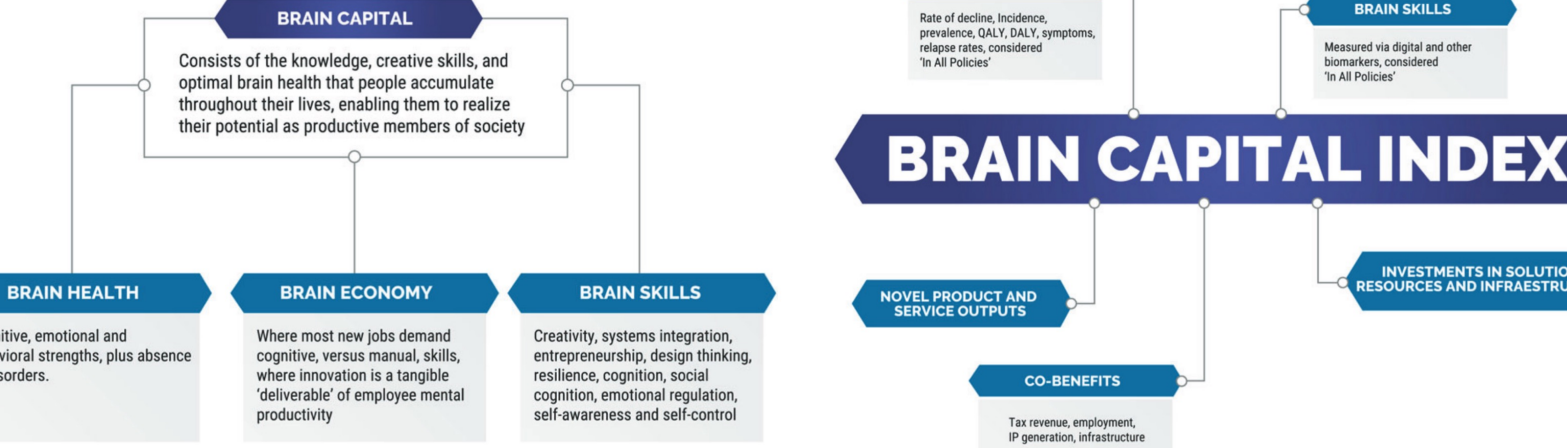 BRAIN CAPITAL
Consists of the knowledge, creative skills, and
optimal brain health that people accumulate
throughout their lives, enabling them to realize
their potential as productive members of society
BRAIN HEALTH
emotional and
strengths, plus absence
BRAIN ECONOMY
Where most new jobs demand
cognitive, versus manual, skills,
where innovation is a tangible
'deliverable' of employee mental
productivity
BRAIN SKILLS
Creativity, systems integration,
entrepreneurship, design thinking,
resilience, cognition, social
cognition, emotional regulation,
self-awareness and self-control
Rate of decline, Incidence,
prevalence, QALY, DALY, symptoms,
relapse rates, considered
'In All Policies'
BRAIN SKILLS
Measured via digital and other
biomarkers, considered
'In All Policies'
BRAIN CAPITAL INDEX
NOVEL PRODUCT AND
SERVICE OUTPUTS
INVESTMENTS IN
RESOURCES AND
CO-BENEFITS
Tax revenue, employment,
IP generation, infrastructure